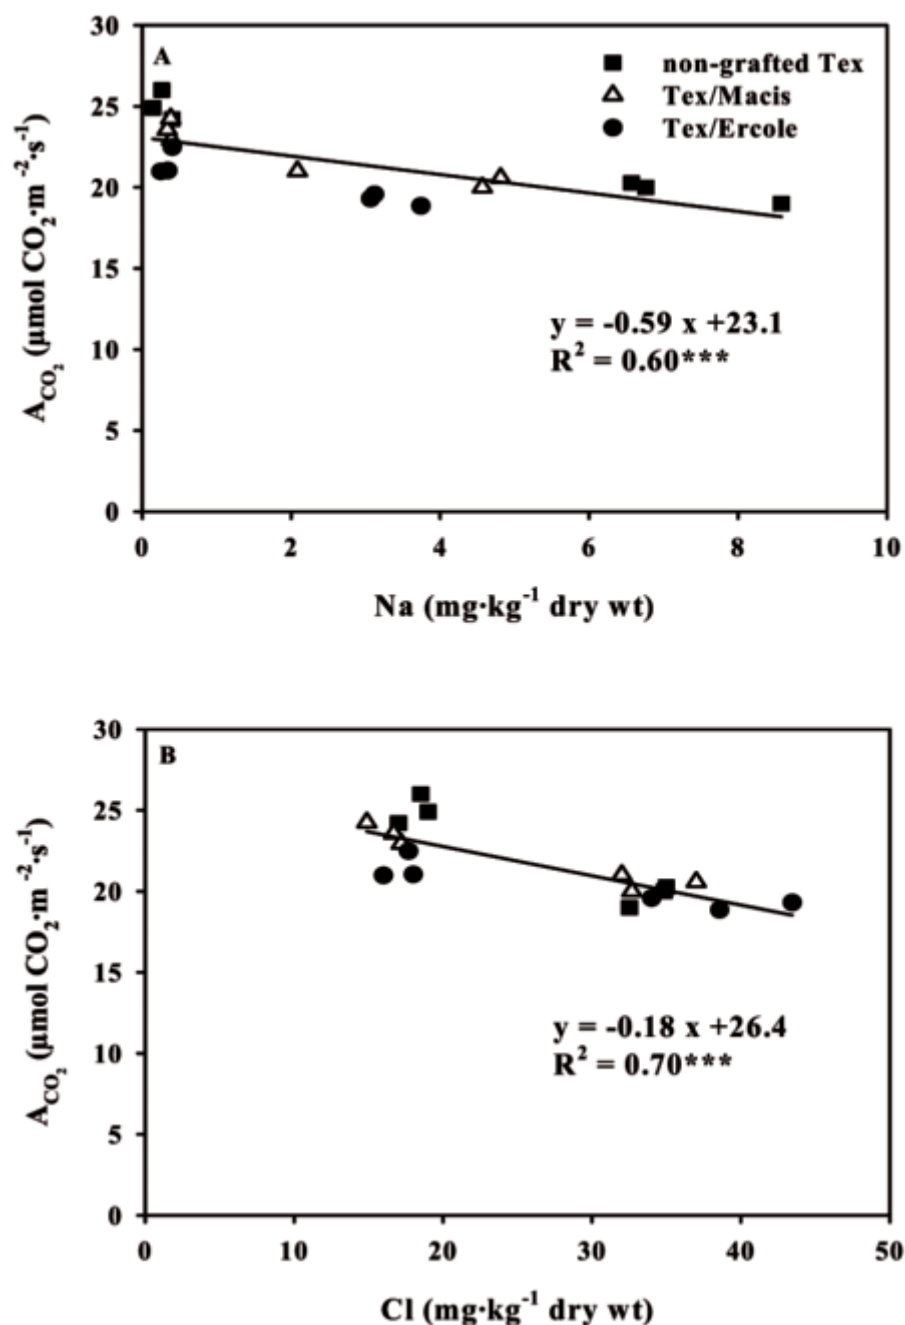 A
non-grafted Tex
Tex/Macis
Tex/Ercole
30
25
20
15
10
5
0
A_CO₂ (µmol CO₂·m⁻²·s⁻¹)
y = -0.59 x +23.1
R² = 0.60***
0 2 4 6 8 10
Na (mg·kg⁻¹ dry wt)
B
30
25
20
15
10
5
0
A_CO₂ (µmol CO₂·m⁻²·s⁻¹)
y = -0.18 x +26.4
R² = 0.70***
0 10 20 30 40 50
Cl (mg·kg⁻¹ dry wt)